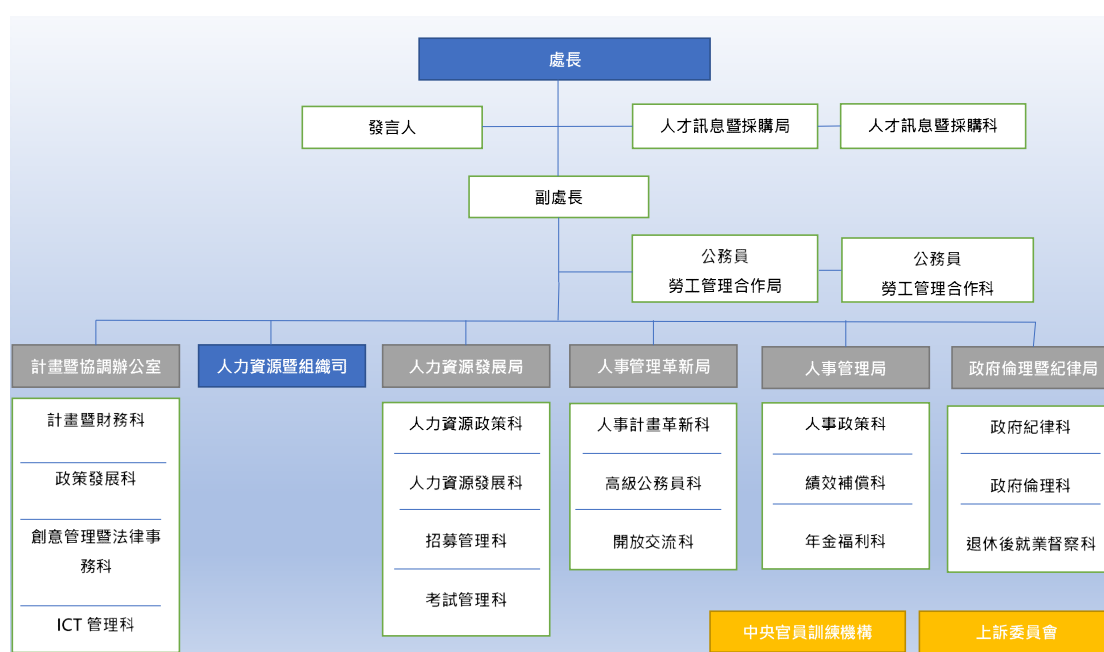 處長
發言人
人才訊息暨採購局
人才訊息暨採購科
副處長
公務員
勞工管理合作局
公務員
勞工管理合作科
計畫暨協調辦公室
人力資源暨組織司
人力資源發展局
人事管理革新局
人事管理局
政府倫理暨紀律局
計畫暨財務科
政策發展科
創意管理暨法律事
務科
ICT 管理科
人力資源政策科
人力資源發展科
招募管理科
考試管理科
人事計畫革新科
高級公務員科
開放交流科
人事政策科
績效補償科
年金福利科
政府紀律科
政府倫理科
退休後就業督察科
中央官員訓練機構
上訴委員會